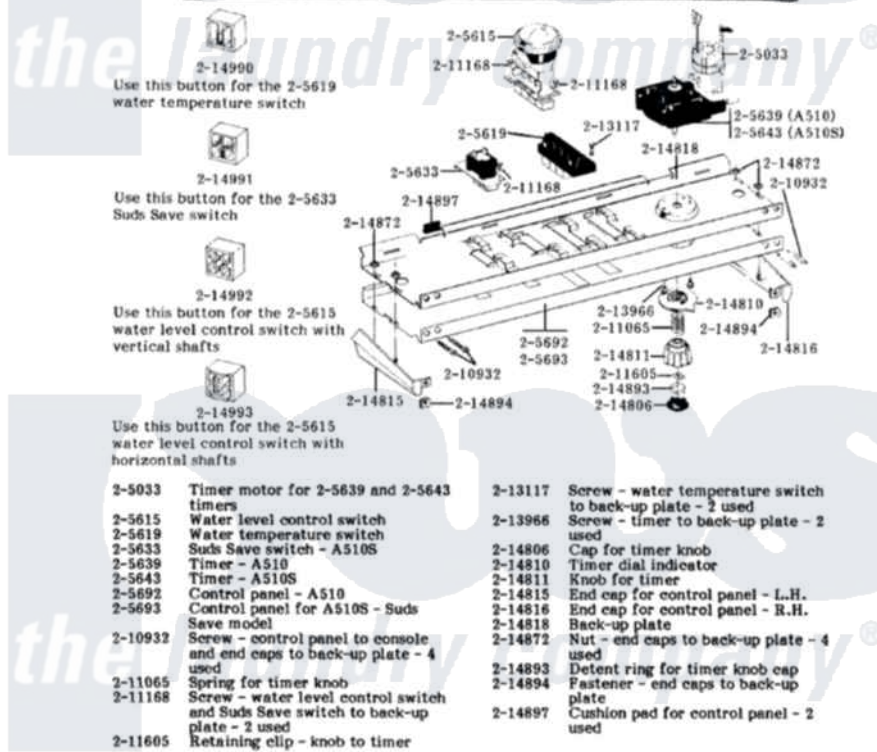 the laundry company®
2-14990
Use this button for the 2-5619
water temperature switch
2-14991
Use this button for the 2-5633
Suds Save switch
2-14992
Use this button for the 2-5615
water level control switch with
vertical shafts
2-14993
Use this button for the 2-5615
water level control switch with
horizontal shafts
2-5615
2-11168
2-11168
2-5033
2-5639 (A510)
2-5643 (A510S)
2-5619
2-13117
2-14818
2-5633
2-11168
2-14872
2-10932
2-14897
2-14872
2-13966
2-14810
2-11065
2-14894
2-5692
2-5693
2-14811
2-14816
2-10932
2-11605
2-14893
2-14815
2-14894
2-14806
2-5033 Timer motor for 2-5639 and 2-5643
timers
2-5615 Water level control switch
2-5619 Water temperature switch
2-5633 Suds Save switch - A510S
2-5639 Timer - A510
2-5643 Timer - A510S
2-5692 Control panel - A510
2-5693 Control panel for A510S - Suds
Save model
2-10932 Screw - control panel to console
and end caps to back-up plate - 4
used
2-11065 Spring for timer knob
2-11168 Screw - water level control switch
and Suds Save switch to back-up
plate - 2 used
2-11605 Retaining clip - knob to timer
2-13117 Screw - water temperature switch
to back-up plate - 2 used
2-13966 Screw - timer to back-up plate - 2
used
2-14806 Cap for timer knob
2-14810 Timer dial indicator
2-14811 Knob for timer
2-14815 End cap for control panel - L.H.
2-14816 End cap for control panel - R.H.
2-14818 Back-up plate
2-14872 Nut - end caps to back-up plate - 4
used
2-14893 Detent ring for timer knob cap
2-14894 Fastener - end caps to back-up
plate
2-14897 Cushion pad for control panel - 2
used
the laundry company®